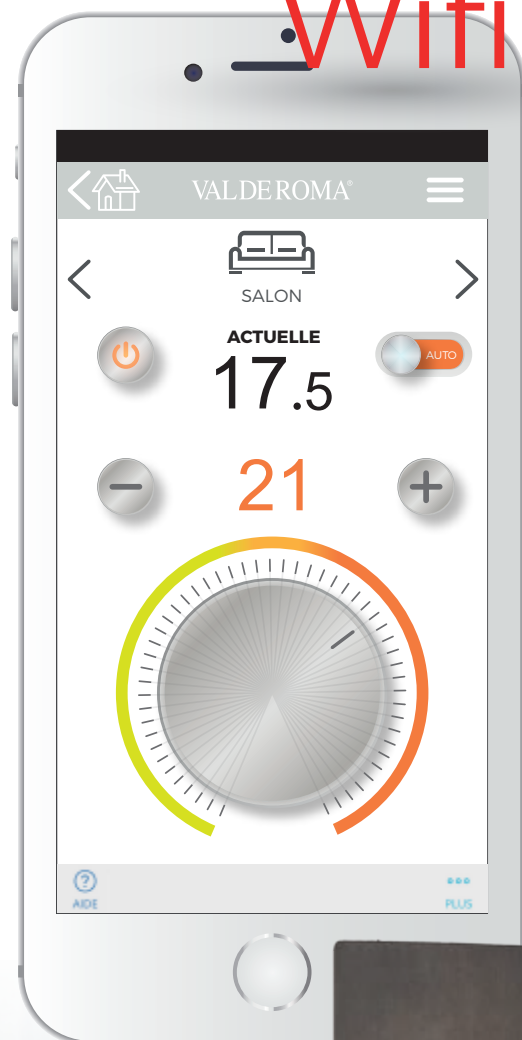 Wifi
VALDEROMA®
SALON
ACTUELLE
AUTO
17.5
21
AIDE
PLUS